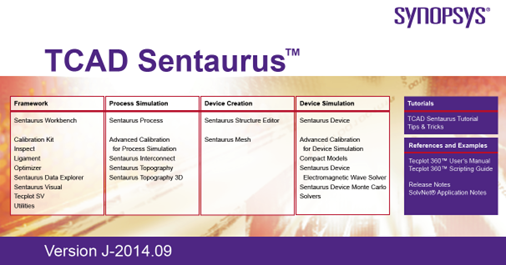 SYNOPSYS®
TCAD Sentaurus™
Framework
Sentaurus Workbench
Calibration Kit
Inspect
Ligament
Optimizer
Sentaurus Data Explorer
Sentaurus Visual
Tecplot SV
Utilities
Process Simulation
Sentaurus Process
Advanced Calibration
for Process Simulation
Sentaurus Interconnect
Sentaurus Topography
Sentaurus Topography 3D
Device Creation
Sentaurus Structure Editor
Sentaurus Mesh
Device Simulation
Sentaurus Device
Advanced Calibration
for Device Simulation
Compact Models
Sentaurus Device
Electromagnetic Wave Solver
Sentaurus Device Monte Carlo
Solvers
Tutorials
TCAD Sentaurus Tutorial
Tips & Tricks
References and Examples
Tecplot 360™ User's Manual
Tecplot 360™ Scripting Guide
Release Notes
SolvNet® Application Notes
Version J-2014.09